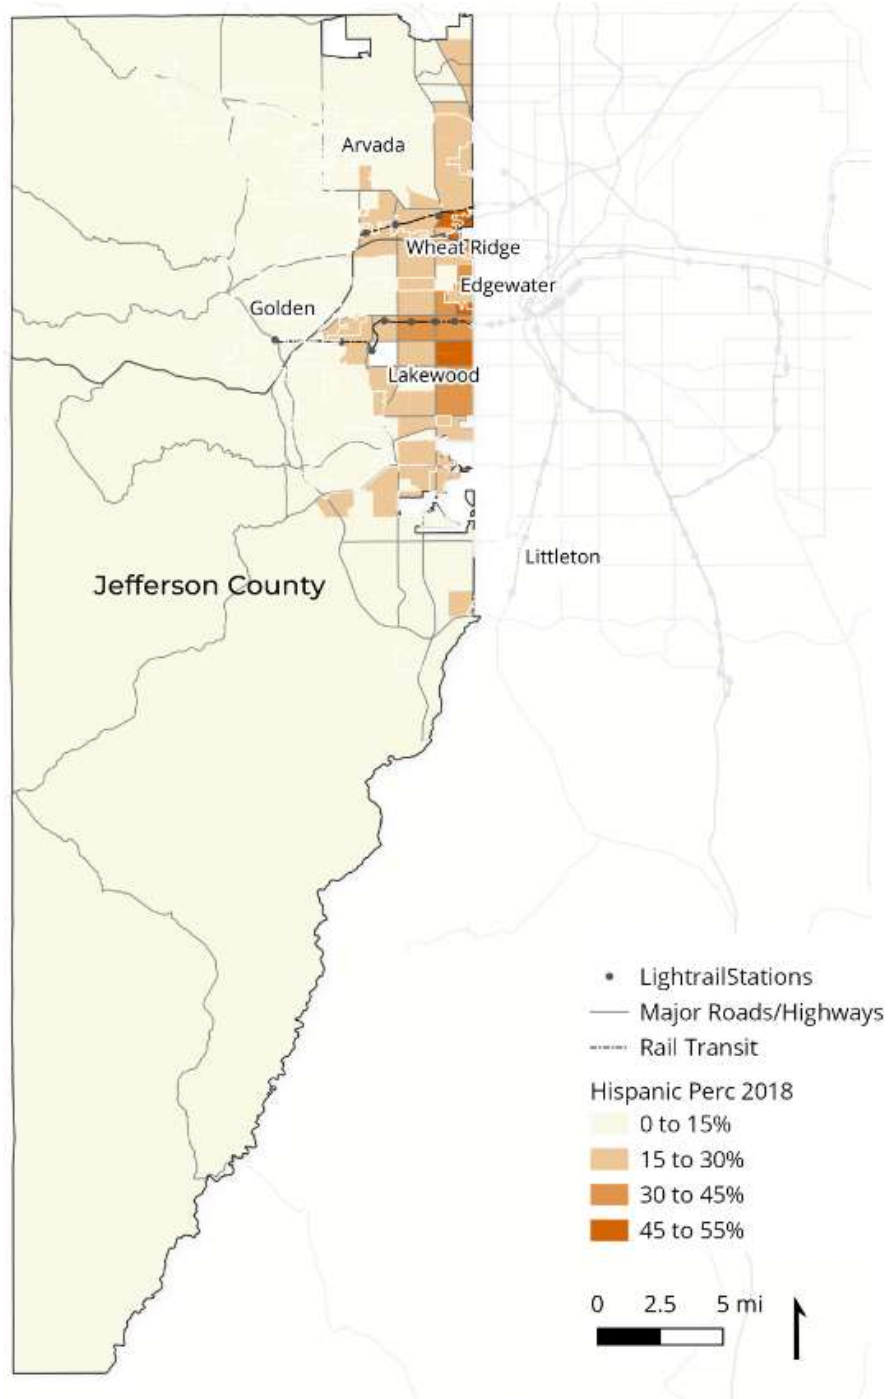 Arvada
Wheat Ridge
Edgewater
Golden
Lakewood
Littleton
Jefferson County
LightrailStations
Major Roads/Highways
Rail Transit
Hispanic Perc 2018
0 to 15%
15 to 30%
30 to 45%
45 to 55%
0 2.5 5 mi